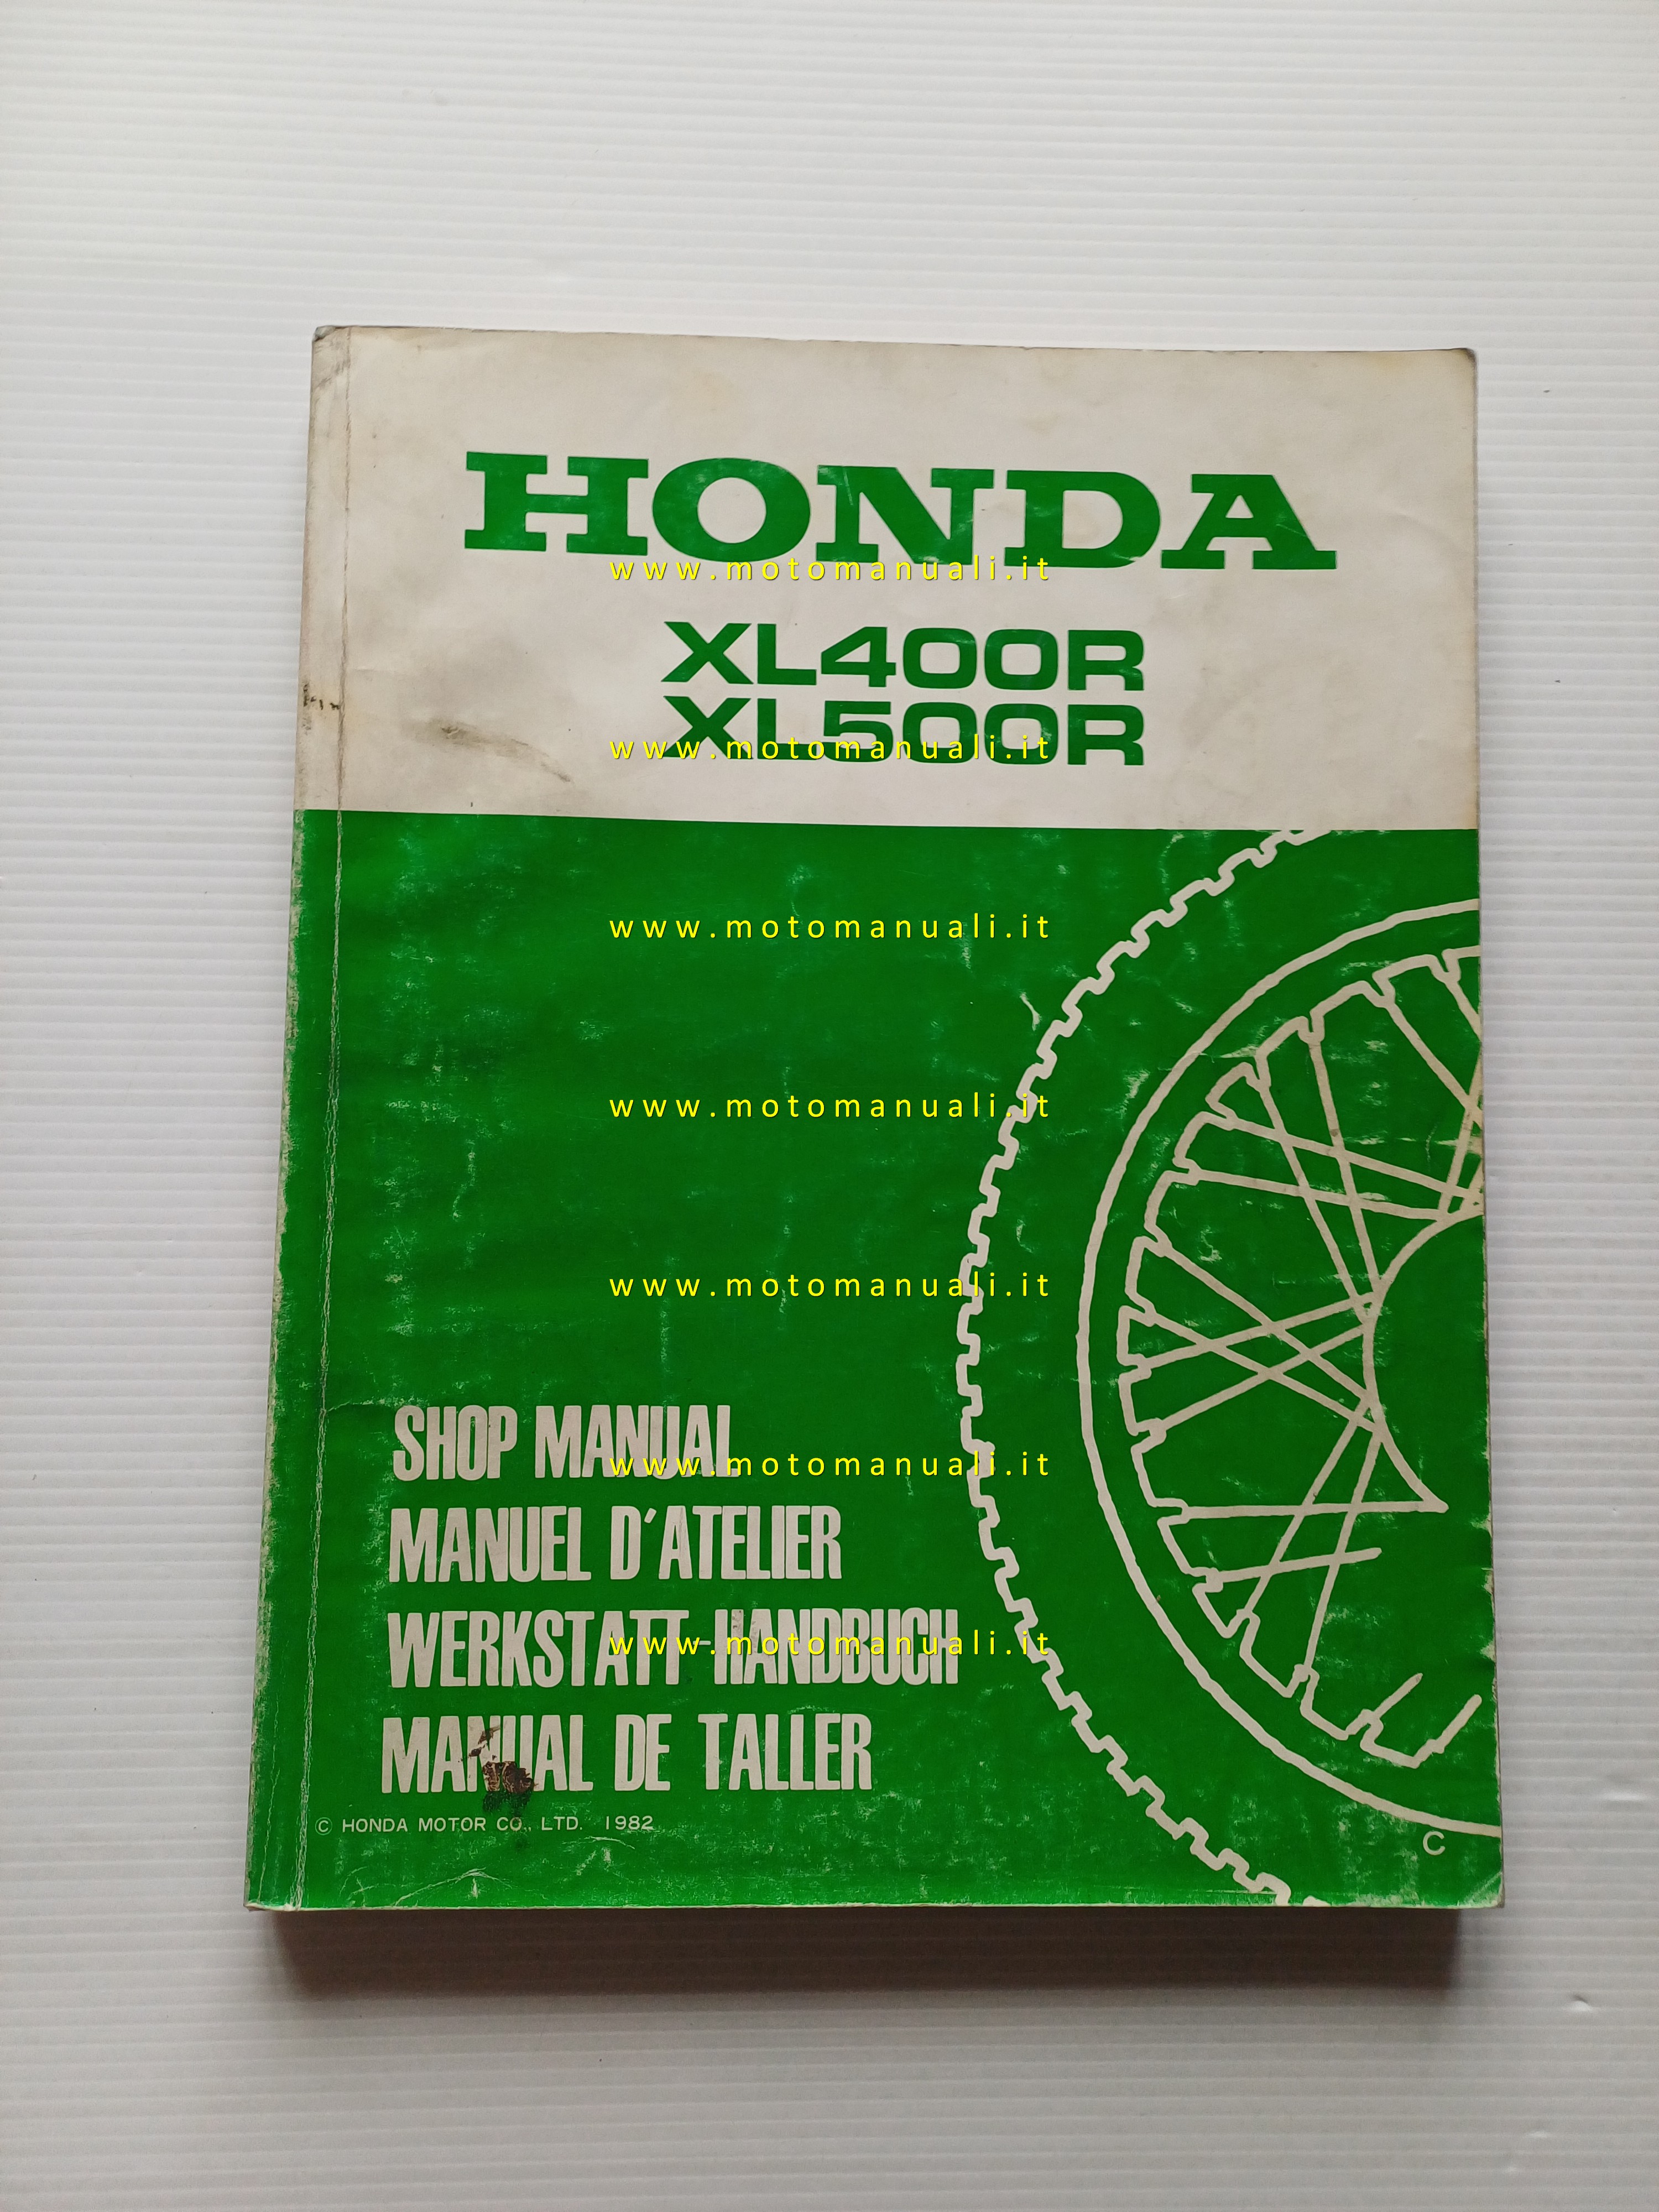 HONDA
www.motomanuali.it
XL400R
XL500R
www.motomanuali.it
www.motomanuali.it
www.motomanuali.it
www.motomanuali.it
SHOP MANUAL
www.motomanuali.it
MANUEL D'ATELIER
WERKSTATT-HANDBUCH
www.motomanuali.it
MANUAL DE TALLER
© HONDA MOTOR CO., LTD. 1982
C